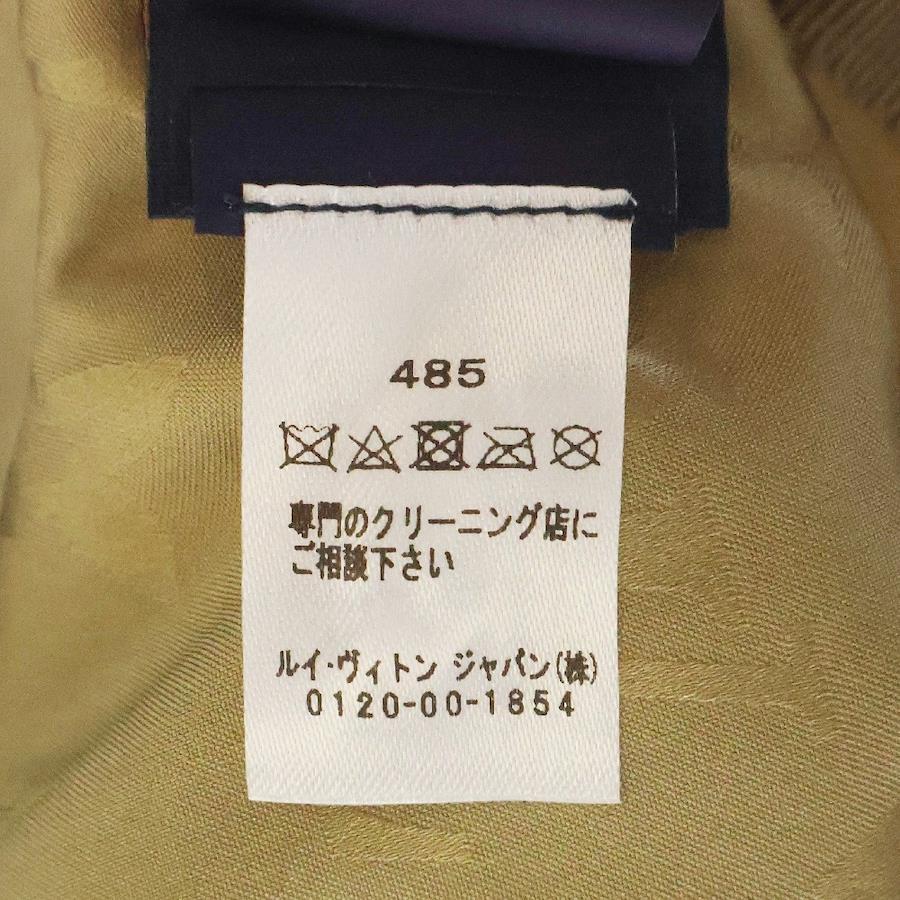 485
専門のクリーニング店に
ご相談下さい
ルイ・ヴィトン ジャパン(株)
0120-00-1854